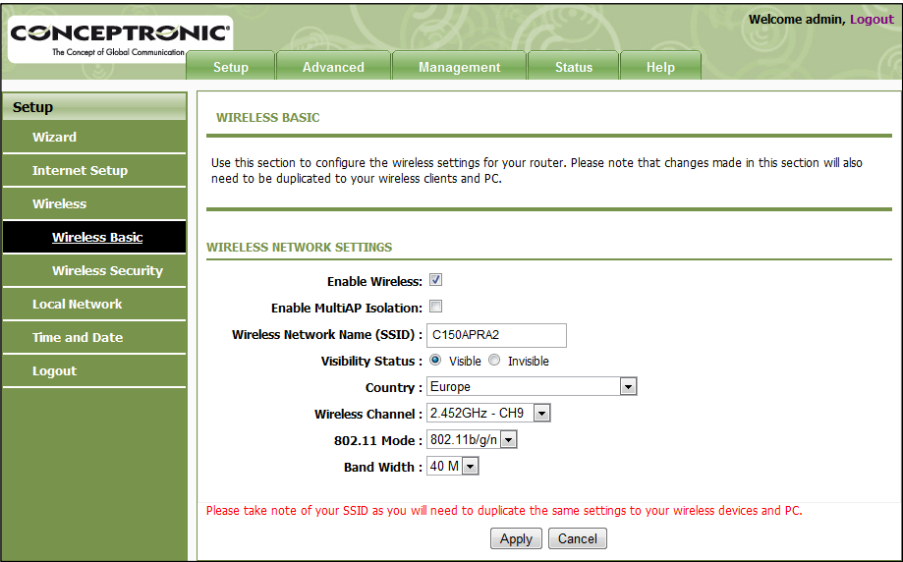 CONCEPTRONIC®
The Concept of Global Communication
Welcome admin, Logout
Setup Advanced Management Status Help
Setup
Wizard
Internet Setup
Wireless
Wireless Basic
Wireless Security
Local Network
Time and Date
Logout
WIRELESS BASIC
Use this section to configure the wireless settings for your router. Please note that changes made in this section will also
need to be duplicated to your wireless clients and PC.
WIRELESS NETWORK SETTINGS
Enable Wireless:
Enable MultiAP Isolation:
Wireless Network Name (SSID) : C150APRA2
Visibility Status : Visible Invisible
Country : Europe
Wireless Channel : 2.452GHz - CH9
802.11 Mode : 802.11b/g/n
Band Width : 40 M
Please take note of your SSID as you will need to duplicate the same settings to your wireless devices and PC.
Apply Cancel